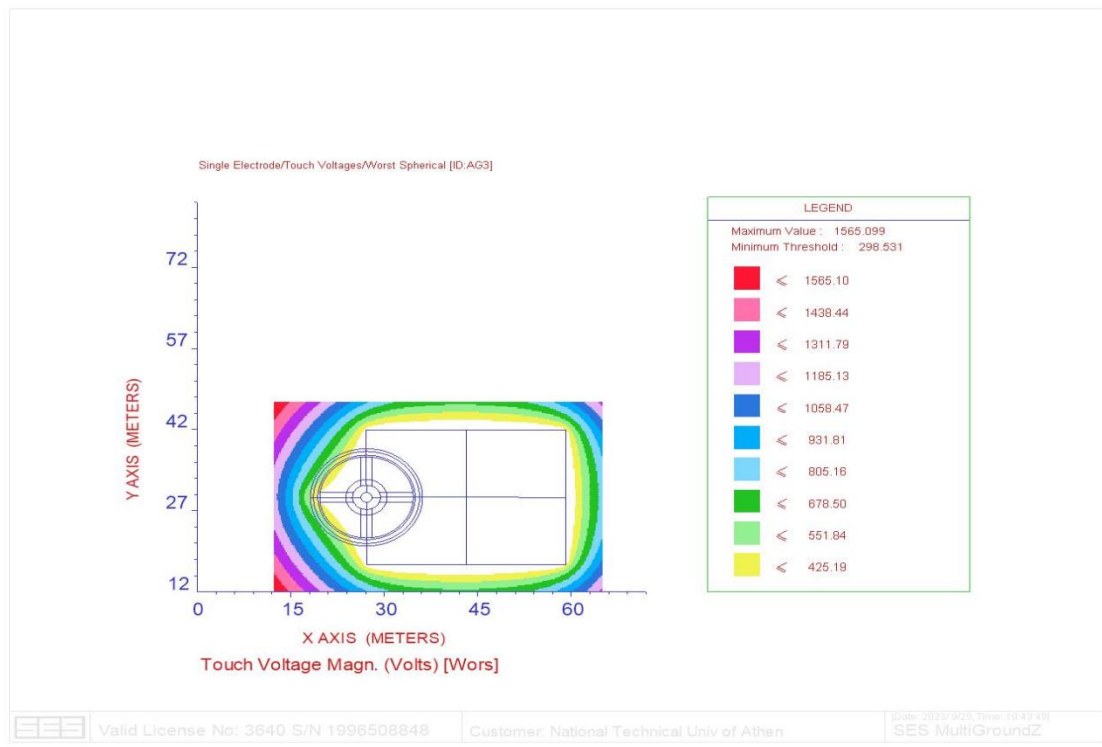 Single Electrode/Touch Voltages/Worst Spherical [ID:AG3]
LEGEND
Maximum Value : 1565.099
Minimum Threshold : 298.531
⩽ 1565.10
⩽ 1438.44
⩽ 1311.79
⩽ 1185.13
⩽ 1058.47
⩽ 931.81
⩽ 805.16
⩽ 678.50
⩽ 551.84
⩽ 425.19
Y AXIS (METERS)
72
57
42
27
12
0 15 30 45 60
X AXIS (METERS)
Touch Voltage Magn. (Volts) [Wors]
SES Valid License No: 3640 S/N 1996508848
Customer: National Technical Univ of Athen
SES MultiGroundZ